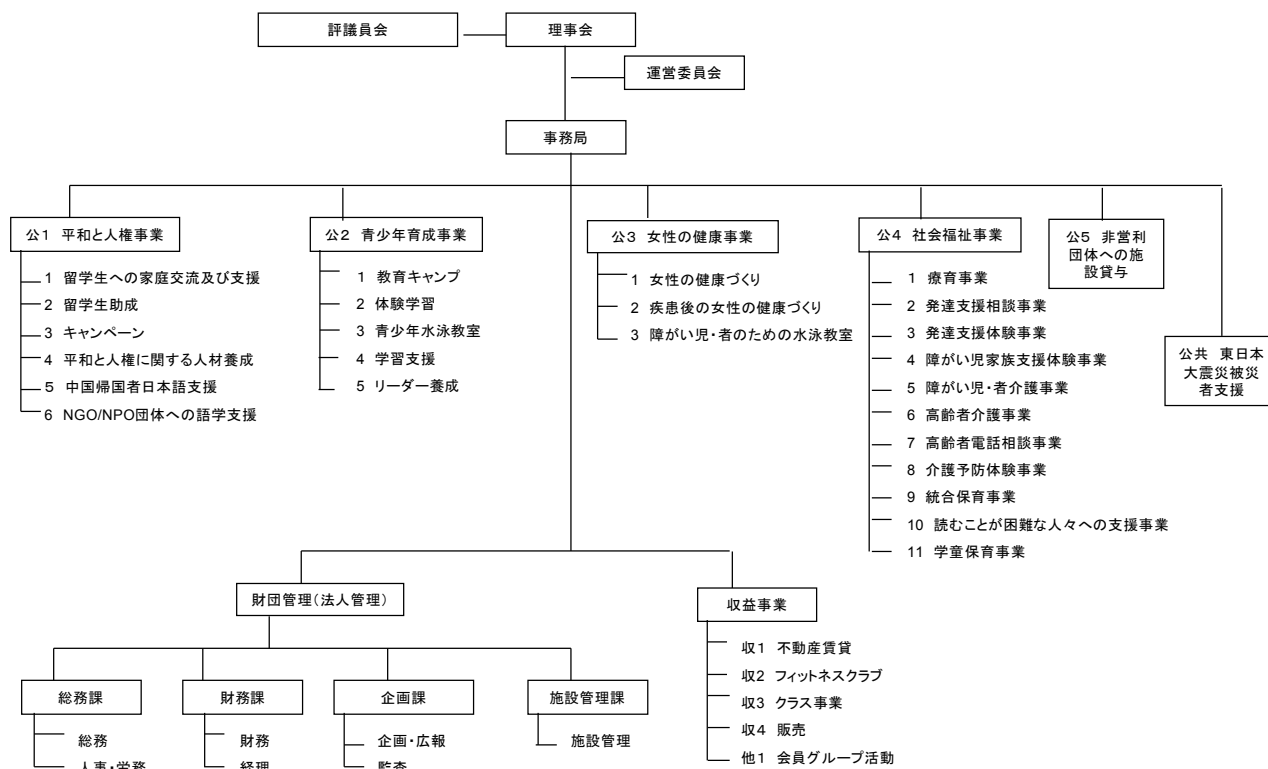 評議員会
理事会
運営委員会
事務局
公1 平和と人権事業
1 留学生への家庭交流及び支援
2 留学生助成
3 キャンペーン
4 平和と人権に関する人材養成
5 中国帰国者日本語支援
6 NGO/NPO団体への語学支援
公2 青少年育成事業
1 教育キャンプ
2 体験学習
3 青少年水泳教室
4 学習支援
5 リーダー養成
公3 女性の健康事業
1 女性の健康づくり
2 疾患後の女性の健康づくり
3 障がい児・者のための水泳教室
公4 社会福祉事業
1 療育事業
2 発達支援相談事業
3 発達支援体験事業
4 障がい児家族支援体験事業
5 障がい児・者介護事業
6 高齢者介護事業
7 高齢者電話相談事業
8 介護予防体験事業
9 統合保育事業
10 読むことが困難な人々への支援事業
11 学童保育事業
公5 非営利
団体への施
設貸与
公共 東日本
大震災被災
者支援
財団管理(法人管理)
総務課
総務
人事・労務
財務課
財務
経理
企画課
企画・広報
監査
施設管理課
施設管理
収益事業
収1 不動産賃貸
収2 フィットネスクラブ
収3 クラス事業
収4 販売
他1 会員グループ活動